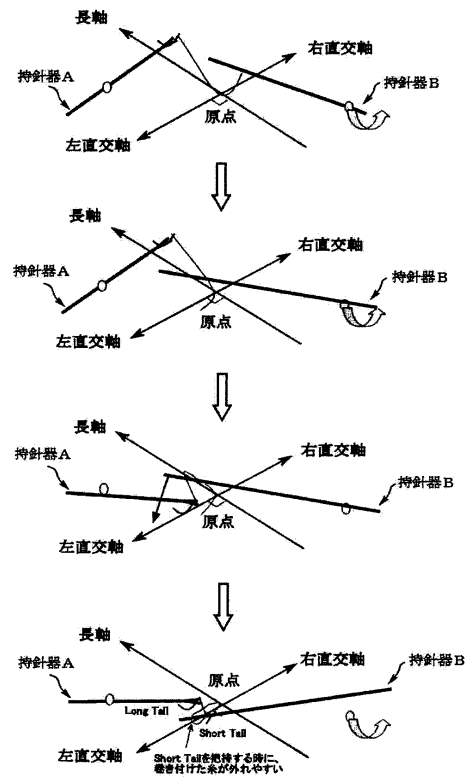 長軸
右直交軸
持針器A
持針器B
原点
左直交軸
長軸
右直交軸
持針器A
持針器B
原点
左直交軸
長軸
右直交軸
持針器A
持針器B
原点
左直交軸
長軸
右直交軸
持針器B
持針器A
原点
Long Tail
Short Tail
左直交軸
Short Tailを把持する時に、
巻き付けた糸が外れやすい